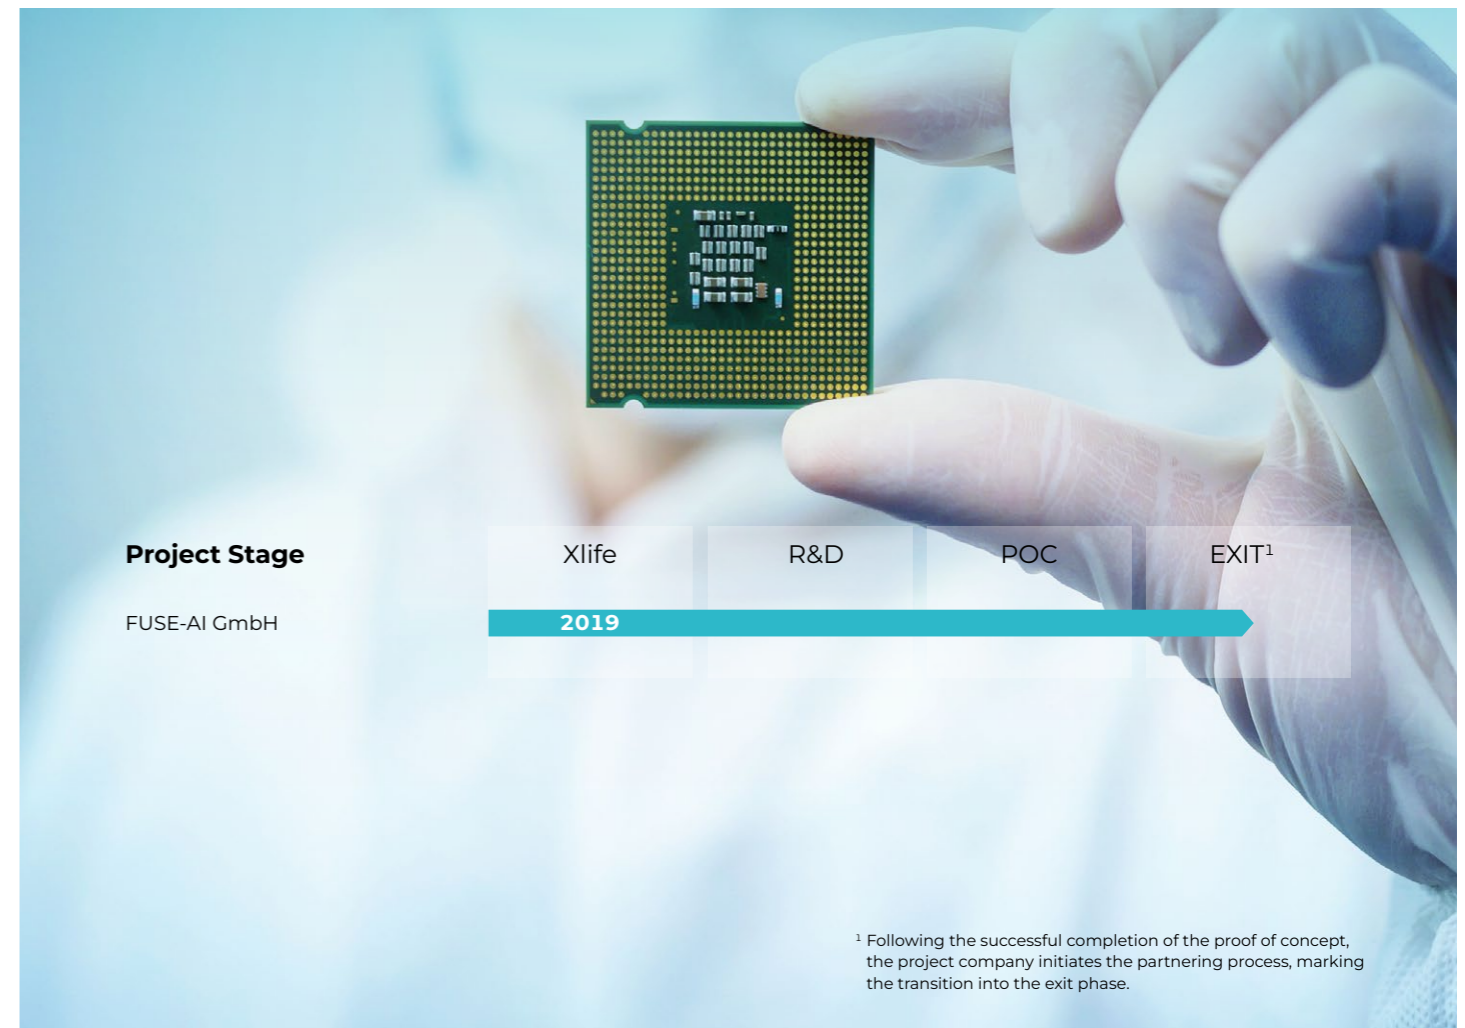 Project Stage Xlife R&D POC EXIT¹
FUSE-AI GmbH 2019
¹ Following the successful completion of the proof of concept,
the project company initiates the partnering process, marking
the transition into the exit phase.